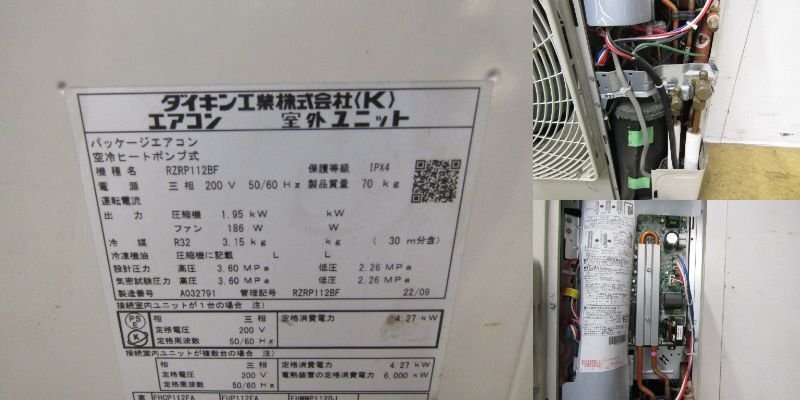 ダイキン工業株式会社〈K〉
エアコン 室外ユニット
パッケージエアコン
空冷ヒートポンプ式
機種名 RZRP112BF 保護等級 IPX4
電源 三相 200 V 50/60 Hz 製品質量 70 kg
運転電流
出力 圧縮機 1.95 kW kW
ファン 186 W W
冷媒 R32 3.15 kg kg ( 30 m分含)
冷凍機油 圧縮機に記載 L L
設計圧力 高圧 3.60 MPa 低圧 2.26 MPa
気密試験圧力 高圧 3.60 MPa 低圧 2.26 MPa
製造番号 A032791 管理記号 RZRP112BF 22/09
接続室内ユニットが1台の場合 注)
PS E
相 三相 定格消費電力 4.27 kW
定格電圧 200 V
定格周波数 50/60 Hz
接続室内ユニットが複数台の場合 注)
相 三相 定格消費電力 4.27 kW
定格電圧 200 V 電熱装置の定格消費電力 6.000 kW
定格周波数 50/60 Hz
FHCP112FA FUP112FA